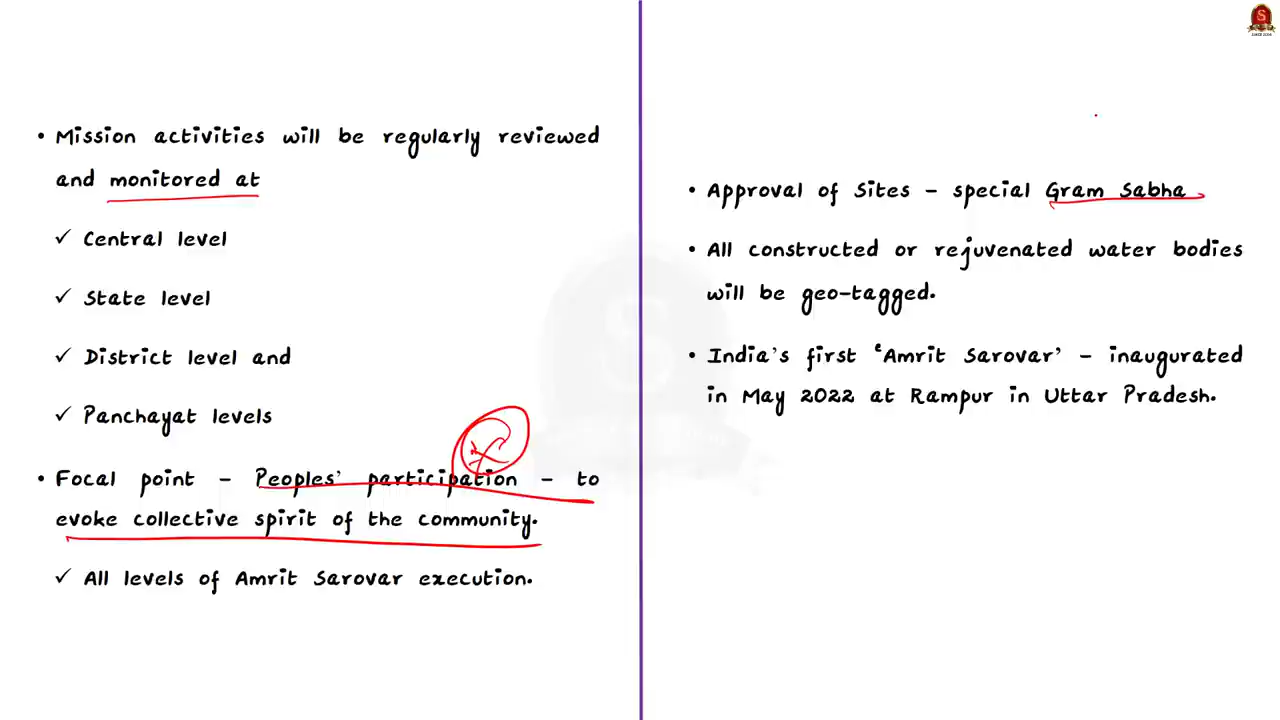 • Mission activities will be regularly reviewed
and monitored at
✓ Central level
✓ State level
✓ District level and
✓ Panchayat levels
• Focal point - Peoples' participation - to
evoke collective spirit of the community.
✓ All levels of Amrit Sarovar execution.
• Approval of Sites - special Gram Sabha
• All constructed or rejuvenated water bodies
will be geo-tagged.
• India's first ‘Amrit Sarovar’ - inaugurated
in May 2022 at Rampur in Uttar Pradesh.